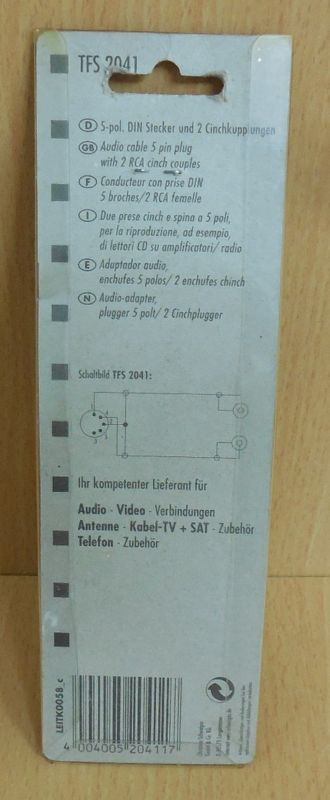 TFS 2041
D 5-pol. DIN Stecker und 2 Cinchkupplungen
GB Audio cable 5 pin plug
with 2 RCA cinch couples
F Conducteur con prise DIN
5 broches/2 RCA femelle
I Due prese cinch e spina a 5 poli,
per la riproduzione, ad esempio,
di lettori CD su amplificatori/ radio
E Adaptador audio,
enchufes 5 polos/ 2 enchufes chinch
N Audio-adapter,
plugger 5 polt/ 2 Cinchplugger
Schaltbild TFS 2041:
Ihr kompetenter Lieferant für
Audio - Video - Verbindungen
Antenne - Kabel-TV + SAT - Zubehör
Telefon - Zubehör
LEITK0058_c
4 004005 204117